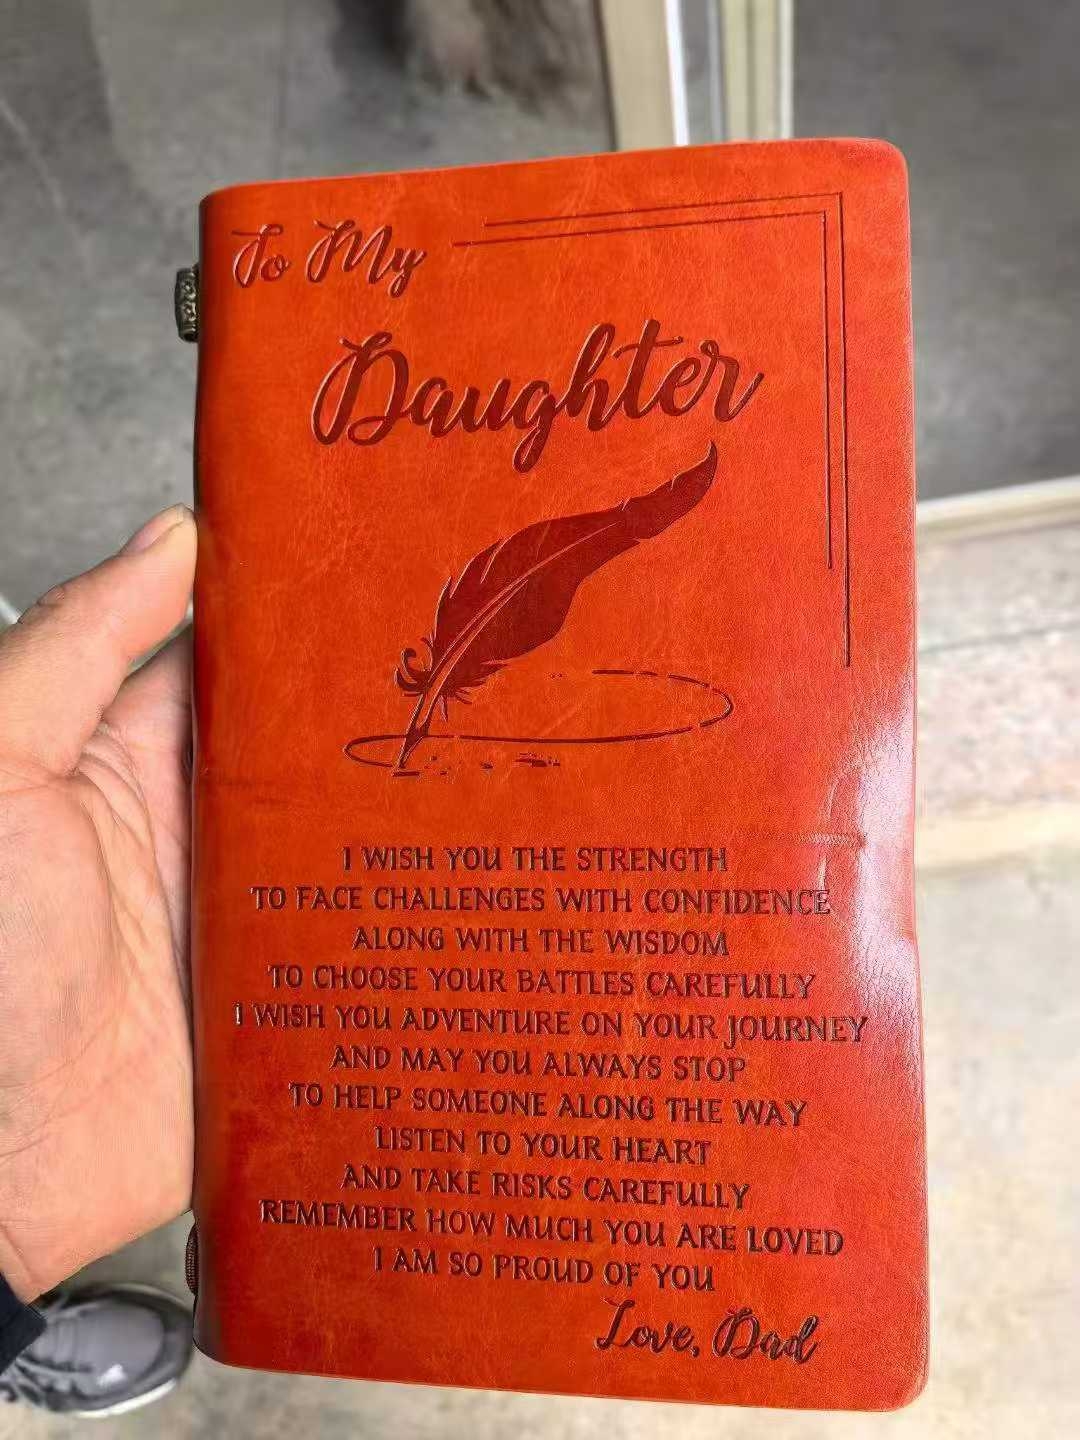 To My
Daughter
I WISH YOU THE STRENGTH
TO FACE CHALLENGES WITH CONFIDENCE
ALONG WITH THE WISDOM
TO CHOOSE YOUR BATTLES CAREFULLY
I WISH YOU ADVENTURE ON YOUR JOURNEY
AND MAY YOU ALWAYS STOP
TO HELP SOMEONE ALONG THE WAY
LISTEN TO YOUR HEART
AND TAKE RISKS CAREFULLY
REMEMBER HOW MUCH YOU ARE LOVED
I AM SO PROUD OF YOU
Love, Dad